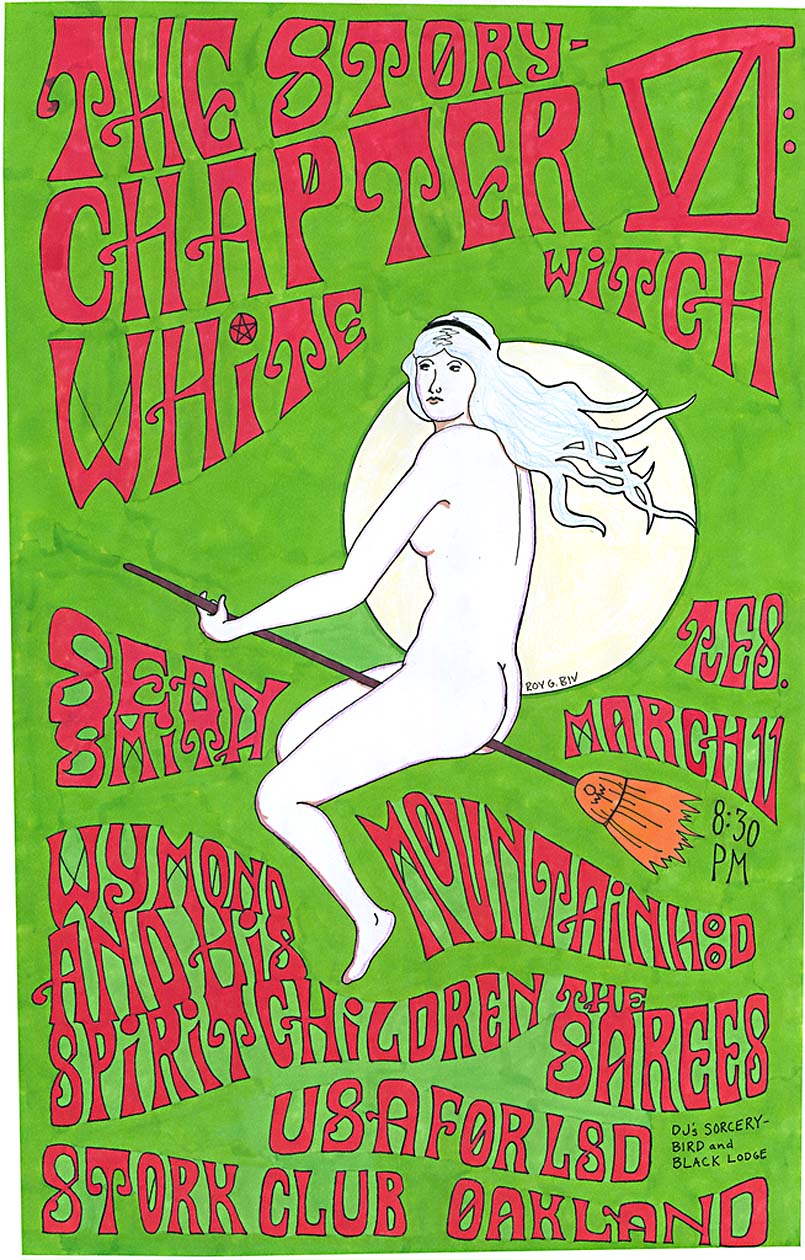 THE STORY-
CHAPTER VI:
WHiTE WiTCH
ROY G. BIV
SEAN
SMiTH
TUES.
MARCH 11
8:30
PM
WYMOND
AND HiS
SPiRiT CHiLDREN
MOUNTAiNHOOD
THE
SAREES
USA FOR LSD
DJ's SORCERY-
BIRD and
BLACK LODGE
STORK CLUB OAKLAND